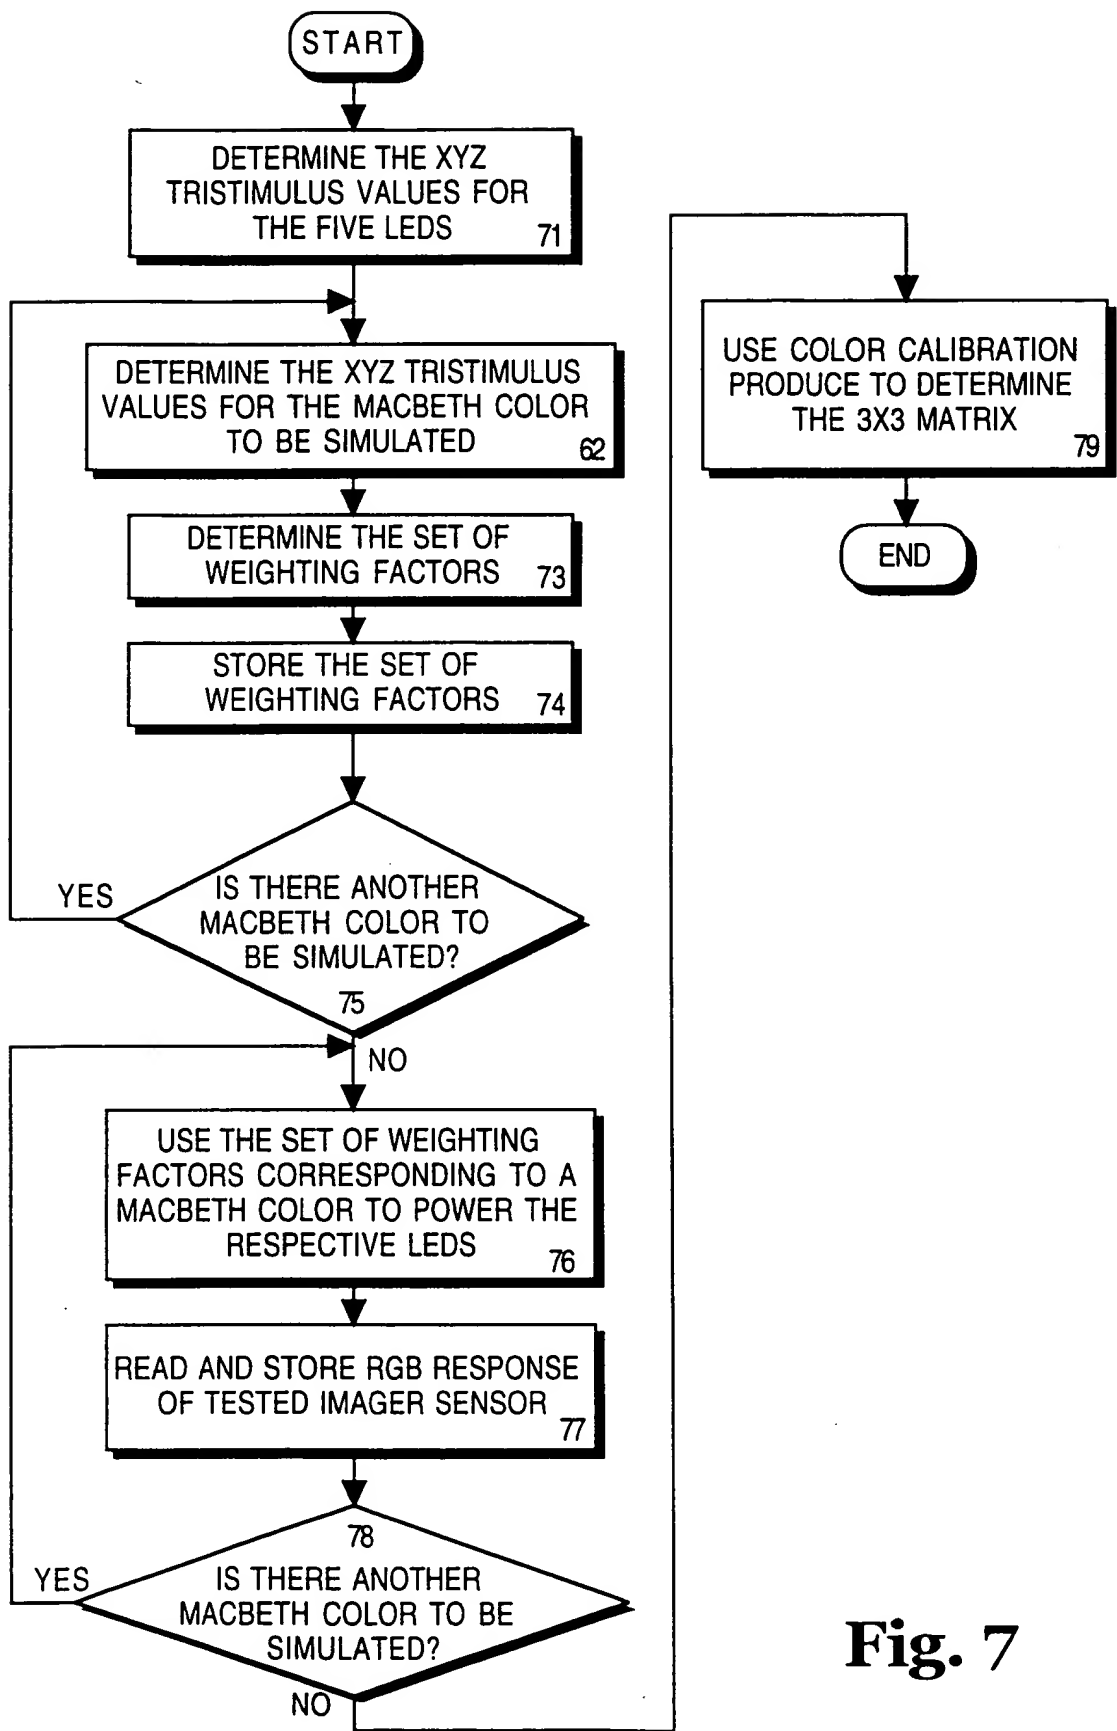 START
DETERMINE THE XYZ
TRISTIMULUS VALUES FOR
THE FIVE LEDS
71
DETERMINE THE XYZ TRISTIMULUS
VALUES FOR THE MACBETH COLOR
TO BE SIMULATED
62
DETERMINE THE SET OF
WEIGHTING FACTORS
73
STORE THE SET OF
WEIGHTING FACTORS
74
YES
IS THERE ANOTHER
MACBETH COLOR TO
BE SIMULATED?
75
NO
USE THE SET OF WEIGHTING
FACTORS CORRESPONDING TO A
MACBETH COLOR TO POWER THE
RESPECTIVE LEDS
76
READ AND STORE RGB RESPONSE
OF TESTED IMAGER SENSOR
77
78
YES
IS THERE ANOTHER
MACBETH COLOR TO BE
SIMULATED?
NO
USE COLOR CALIBRATION
PRODUCE TO DETERMINE
THE 3X3 MATRIX
79
END
Fig. 7